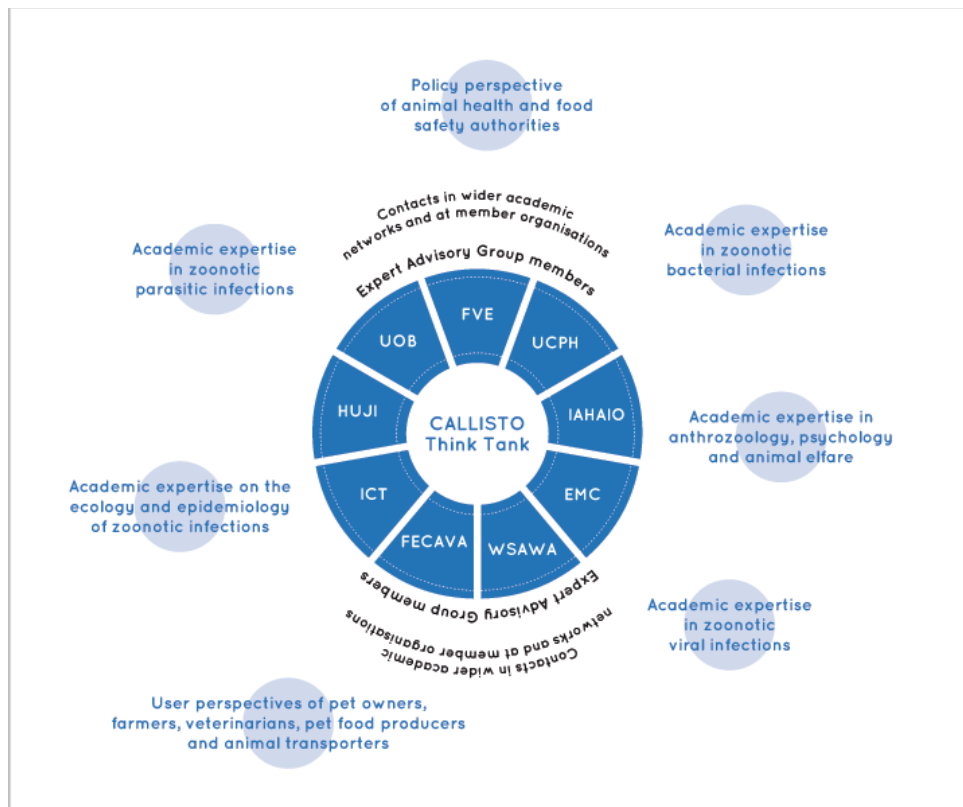 Policy perspective
of animal health and food
safety authorities
Contacts in wider academic
networks and at member organisations
Expert Advisory Group members
Academic expertise
in zoonotic
parasitic infections
Academic expertise
in zoonotic
bacterial infections
FVE
UOB
UCPH
HUJI
IAHAIO
CALLISTO
Think Tank
Academic expertise in
anthrozoology, psychology
and animal elfare
ICT
EMC
Academic expertise on the
ecology and epidemiology
of zoonotic infections
FECAVA
WSAWA
Expert Advisory Group members
networks and at member organisations
Contacts in wider academic
Academic expertise
in zoonotic
viral infections
User perspectives of pet owners,
farmers, veterinarians, pet food producers
and animal transporters